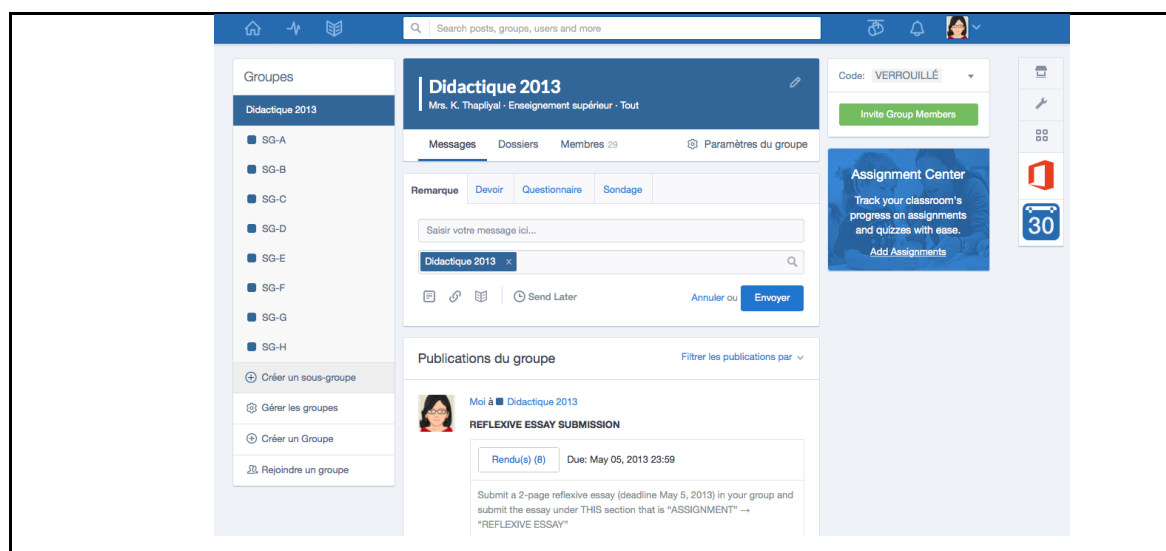 Search posts, groups, users and more
Groupes
Didactique 2013
SG-A
SG-B
SG-C
SG-D
SG-E
SG-F
SG-G
SG-H
Créer un sous-groupe
Gérer les groupes
Créer un Groupe
Rejoindre un groupe
Didactique 2013
Mrs. K. Thapliyal · Enseignement supérieur · Tout
Messages Dossiers Membres 29 Paramètres du groupe
Remarque Devoir Questionnaire Sondage
Saisir votre message ici...
Didactique 2013 ×
Send Later Annuler ou Envoyer
Publications du groupe Filtrer les publications par
Moi à Didactique 2013
REFLEXIVE ESSAY SUBMISSION
Rendu(s) (8) Due: May 05, 2013 23:59
Submit a 2-page reflexive essay (deadline May 5, 2013) in your group and
submit the essay under THIS section that is "ASSIGNMENT" →
"REFLEXIVE ESSAY"
Code: VERROUILLÉ
Invite Group Members
Assignment Center
Track your classroom's
progress on assignments
and quizzes with ease.
Add Assignments
30